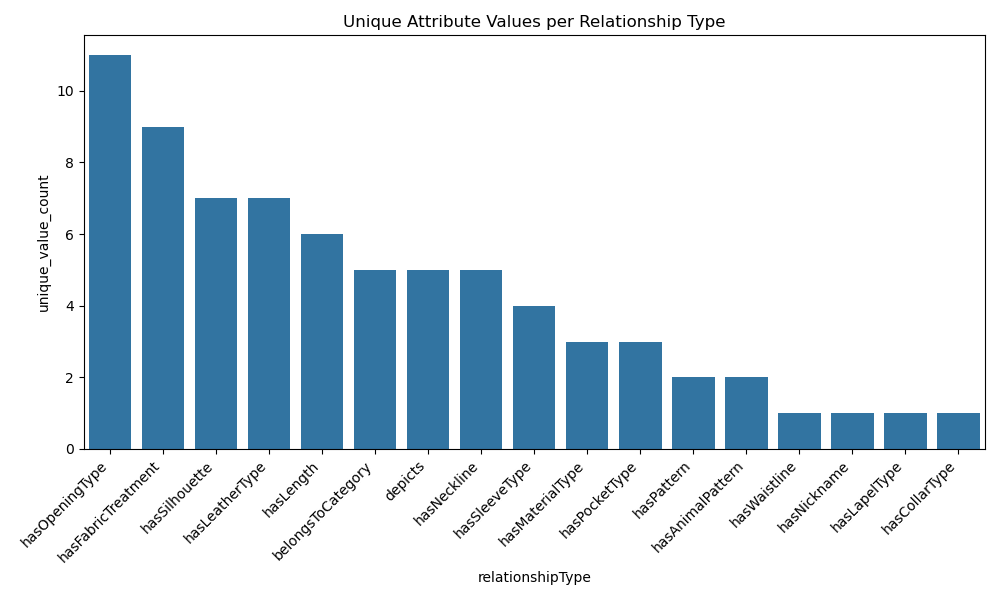 Unique Attribute Values per Relationship Type
unique_value_count
10
8
6
4
2
0
hasOpeningType
hasFabricTreatment
hasSilhouette
hasLeatherType
hasLength
belongsToCategory
depicts
hasNeckline
hasSleeveType
hasMaterialType
hasPocketType
hasPattern
hasAnimalPattern
hasWaistline
hasNickname
hasLapelType
hasCollarType
relationshipType